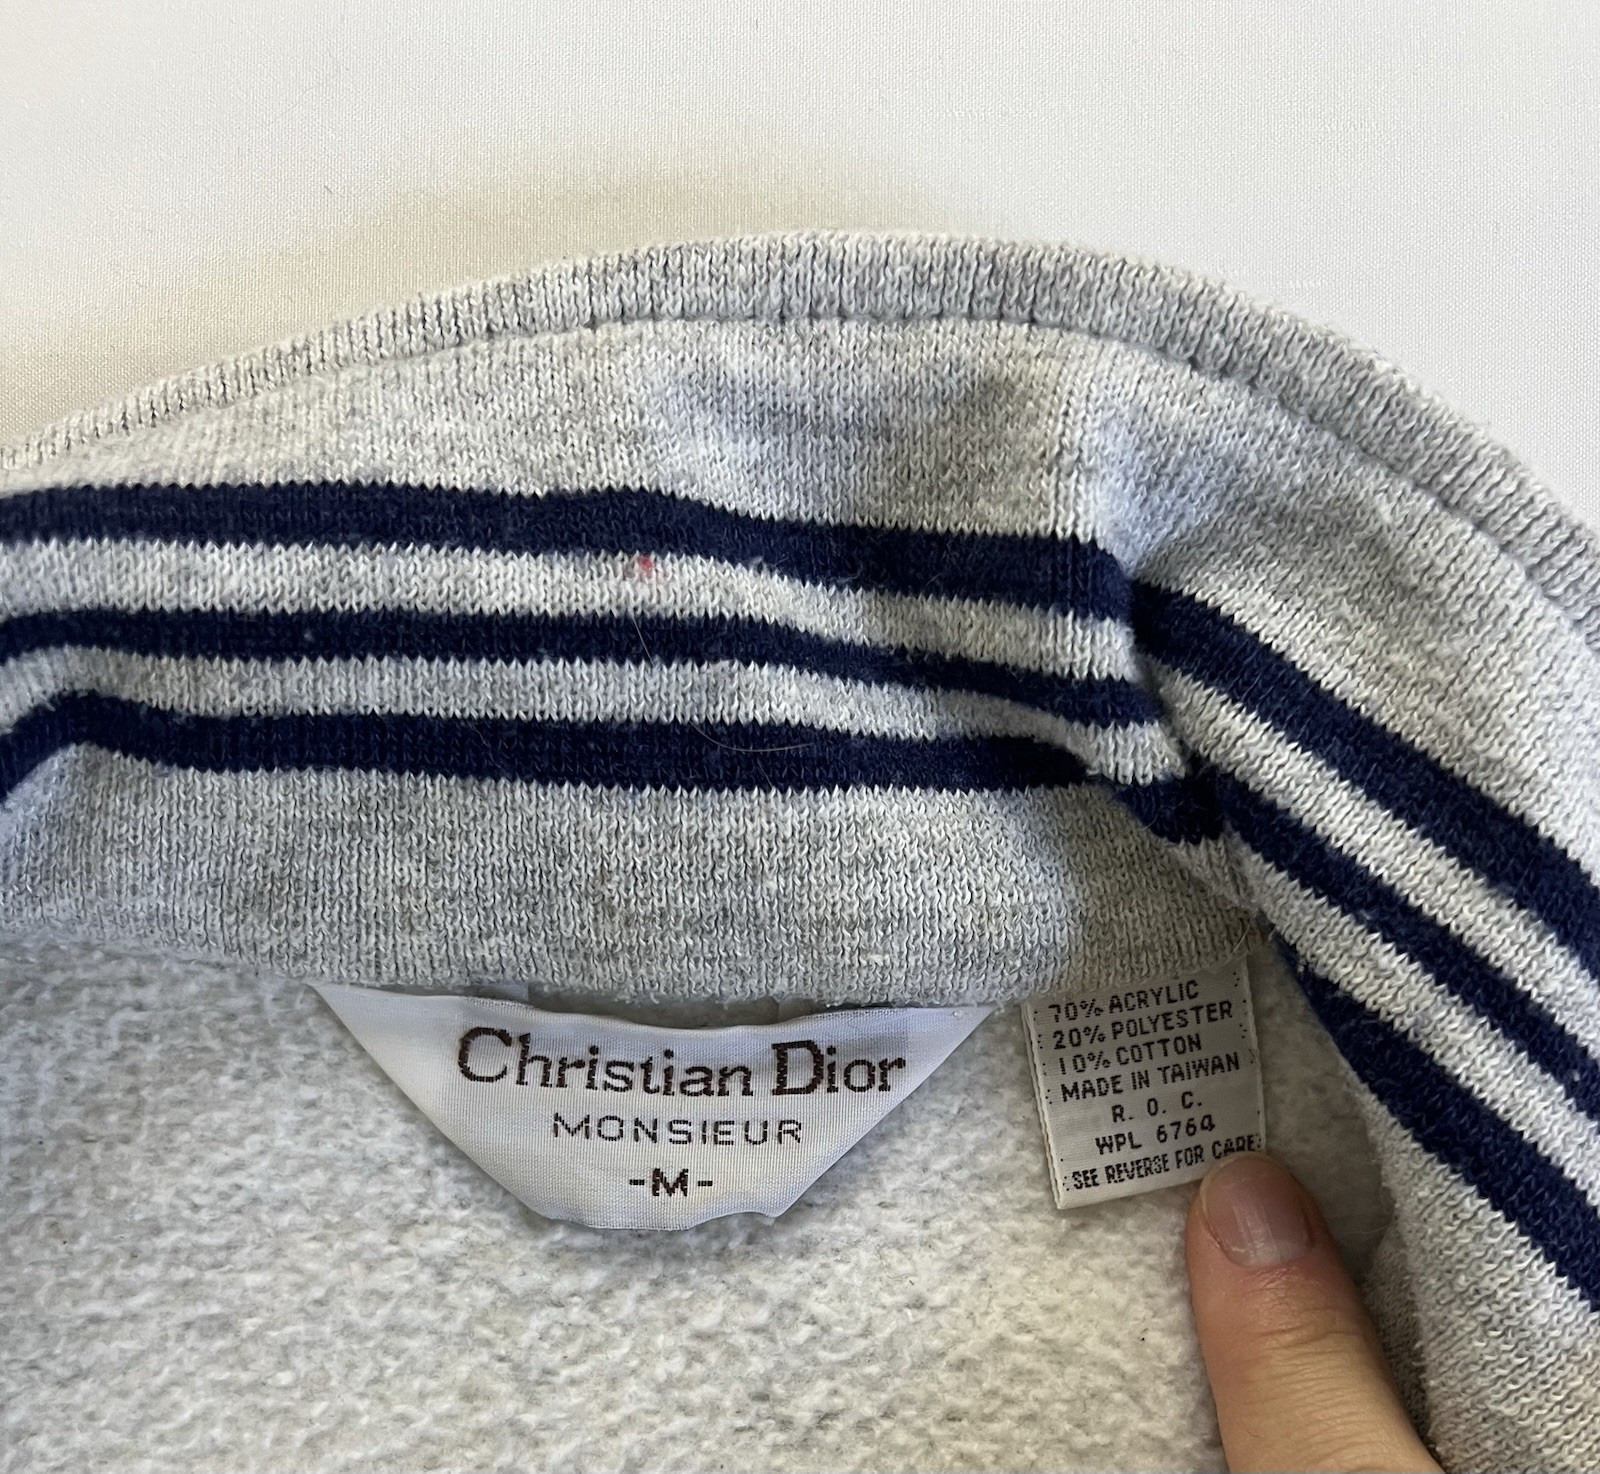 Christian Dior
MONSIEUR
-M-
70% ACRYLIC
20% POLYESTER
10% COTTON
MADE IN TAIWAN
R. O. C.
WPL 6764
SEE REVERSE FOR CARE